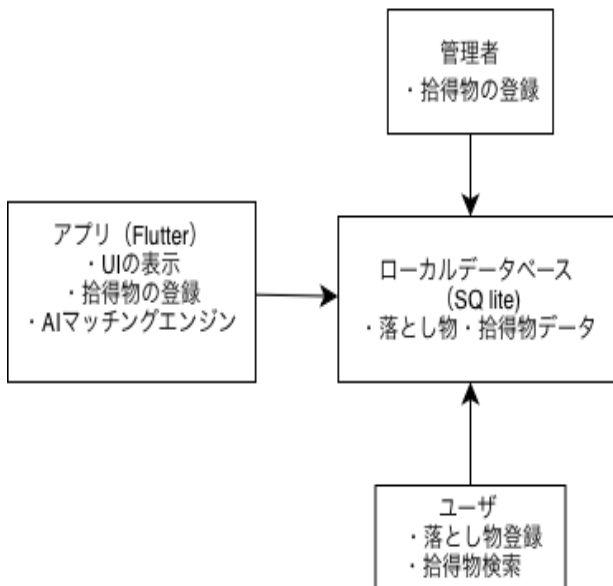 管理者
・拾得物の登録
アプリ（Flutter）
・UIの表示
・拾得物の登録
・AIマッチングエンジン
ローカルデータベース
（SQ lite)
・落とし物・拾得物データ
ユーザ
・落とし物登録
・拾得物検索